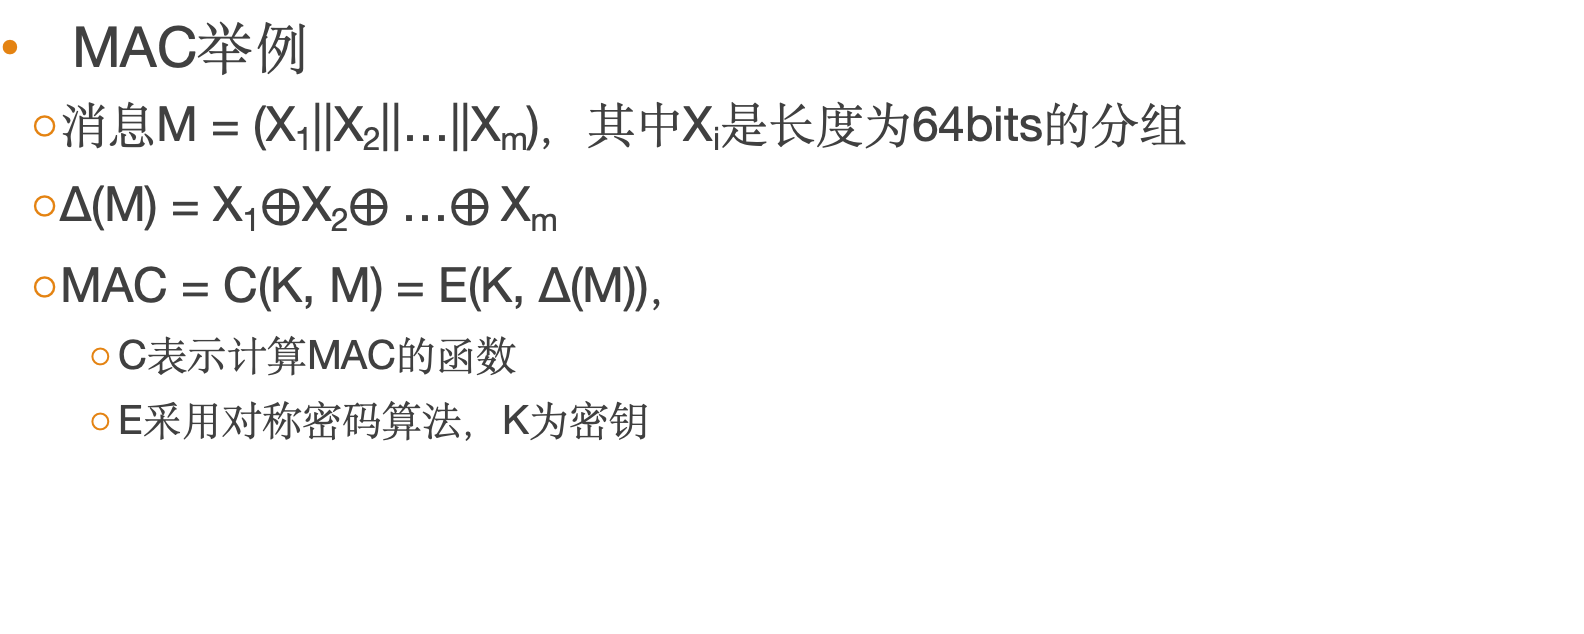 • MAC举例
○消息M = (X₁||X₂||…||Xₘ)，其中Xᵢ是长度为64bits的分组
○Δ(M) = X₁⊕X₂⊕ …⊕ Xₘ
○MAC = C(K, M) = E(K, Δ(M))，
○ C表示计算MAC的函数
○ E采用对称密码算法，K为密钥